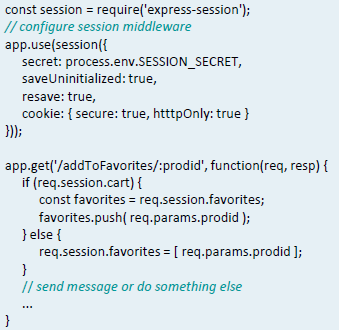 const session = require('express-session');
// configure session middleware
app.use(session({
secret: process.env.SESSION_SECRET,
saveUninitialized: true,
resave: true,
cookie: { secure: true, htttpOnly: true }
}));
app.get('/addToFavorites/:prodid', function(req, resp) {
if (req.session.cart) {
const favorites = req.session.favorites;
favorites.push( req.params.prodid );
} else {
req.session.favorites = [ req.params.prodid ];
}
// send message or do something else
...
}